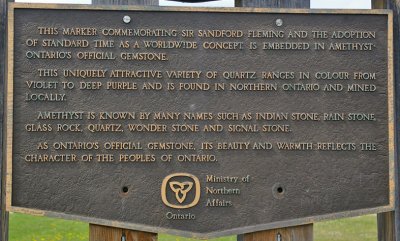 THIS MARKER COMMEMORATING SIR SANDFORD FLEMING AND THE ADOPTION
OF STANDARD TIME AS A WORLDWIDE CONCEPT IS EMBEDDED IN AMETHYST-
ONTARIO'S OFFICIAL GEMSTONE.
THIS UNIQUELY ATTRACTIVE VARIETY OF QUARTZ RANGES IN COLOUR FROM
VIOLET TO DEEP PURPLE AND IS FOUND IN NORTHERN ONTARIO AND MINED
LOCALLY.
AMETHYST IS KNOWN BY MANY NAMES SUCH AS INDIAN STONE, RAIN STONE,
GLASS ROCK, QUARTZ, WONDER STONE AND SIGNAL STONE.
AS ONTARIO'S OFFICIAL GEMSTONE, ITS BEAUTY AND WARMTH REFLECTS THE
CHARACTER OF THE PEOPLES OF ONTARIO.
Ministry of
Northern
Affairs
Ontario